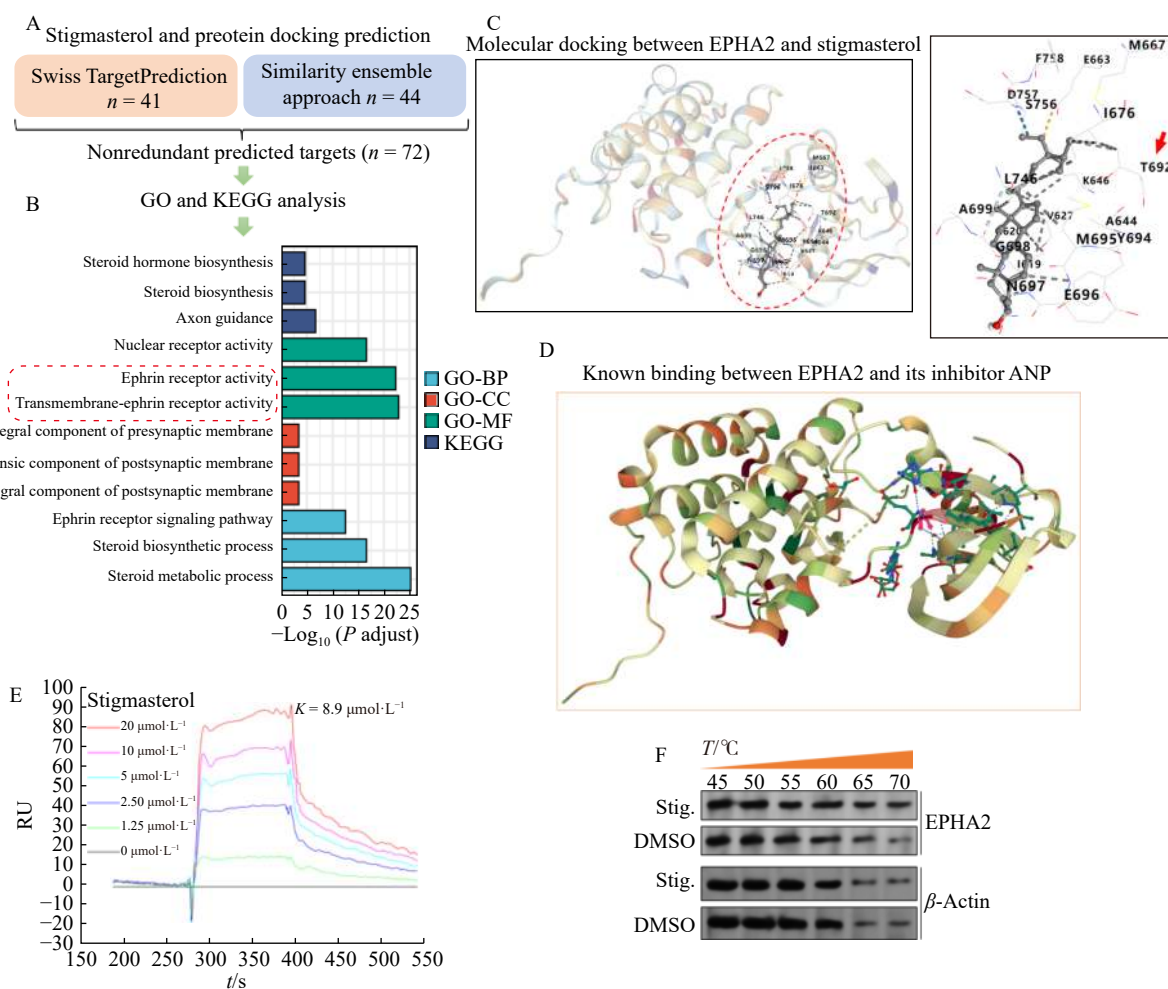 A
Stigmasterol and preotein docking prediction
Swiss TargetPrediction
n = 41
Similarity ensemble
approach n = 44
Nonredundant predicted targets (n = 72)
GO and KEGG analysis
B
Steroid hormone biosynthesis
Steroid biosynthesis
Axon guidance
Nuclear receptor activity
Ephrin receptor activity
Transmembrane-ephrin receptor activity
egral component of presynaptic membrane
nsic component of postsynaptic membrane
gral component of postsynaptic membrane
Ephrin receptor signaling pathway
Steroid biosynthetic process
Steroid metabolic process
0 5 10 15 20 25
−Log₁₀ (P adjust)
GO-BP
GO-CC
GO-MF
KEGG
C
Molecular docking between EPHA2 and stigmasterol
M667
I676
L746
T692
F758
E663
M667
D757
S756
I676
T692
L746
K646
A699
V627
A644
G698
M695Y694
N697
E696
D
Known binding between EPHA2 and its inhibitor ANP
E
Stigmasterol
20 μmol·L⁻¹
10 μmol·L⁻¹
5 μmol·L⁻¹
2.50 μmol·L⁻¹
1.25 μmol·L⁻¹
0 μmol·L⁻¹
K = 8.9 μmol·L⁻¹
RU
100
90
80
70
60
50
40
30
20
10
0
−10
−20
−30
150 200 250 300 350 400 450 500 550
t/s
F
T/℃
45 50 55 60 65 70
Stig.
DMSO
EPHA2
Stig.
DMSO
β-Actin